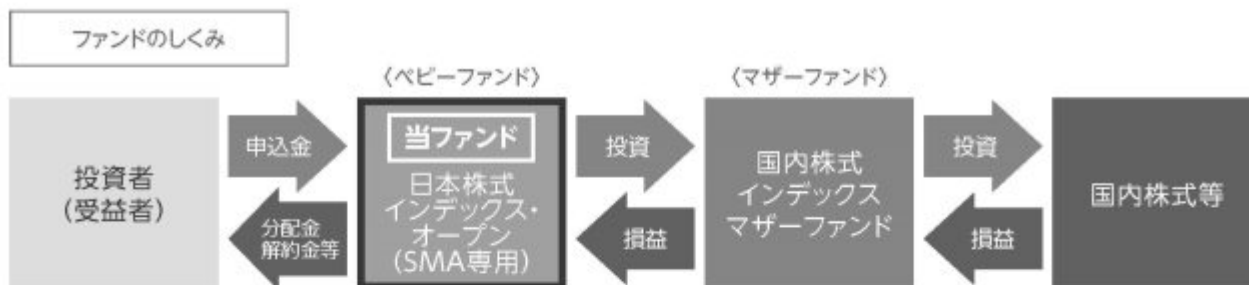 ファンドのしくみ
〈ベビーファンド〉
〈マザーファンド〉
投資者
(受益者)
申込金
分配金
解約金等
当ファンド
日本株式
インデックス・
オープン
(SMA専用)
投資
損益
国内株式
インデックス
マザーファンド
投資
損益
国内株式等